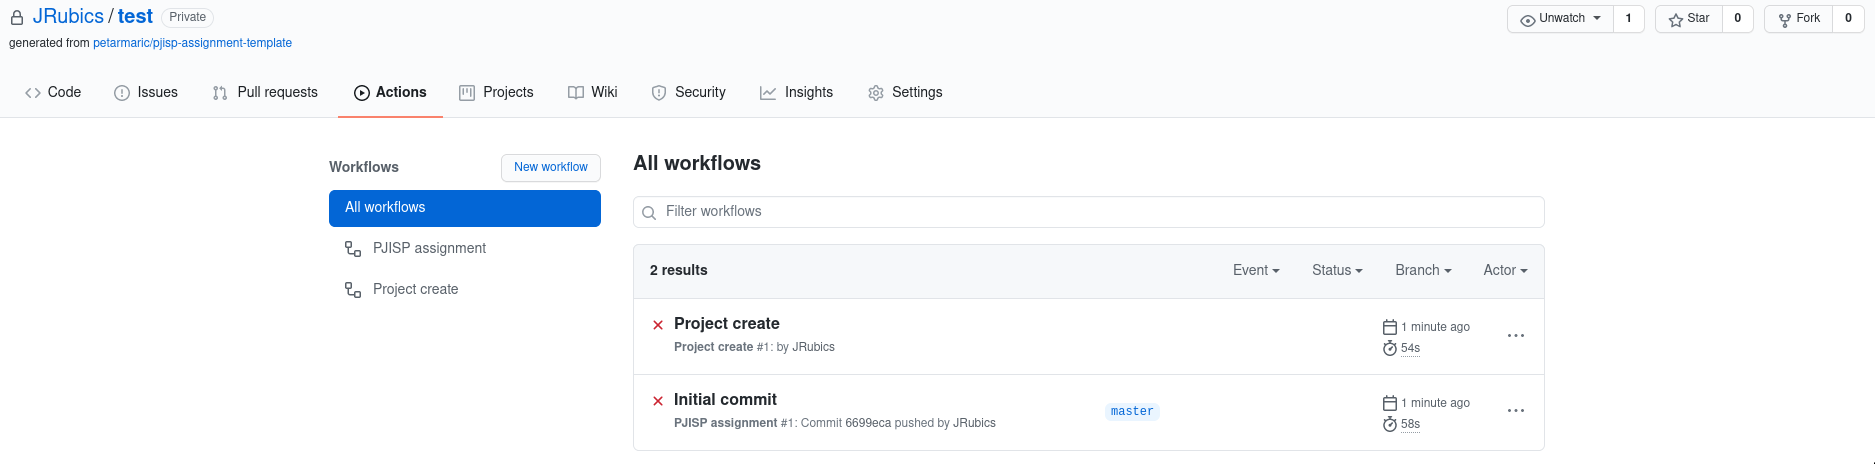 JRubics / test Private
Unwatch 1 Star 0 Fork 0
generated from petarmaric/pjisp-assignment-template
Code Issues Pull requests Actions Projects Wiki Security Insights Settings
Workflows New workflow
All workflows
PJISP assignment
Project create
All workflows
Filter workflows
2 results Event Status Branch Actor
Project create
Project create #1: by JRubics
1 minute ago
54s
Initial commit
PJISP assignment #1: Commit 6699eca pushed by JRubics
master
1 minute ago
58s